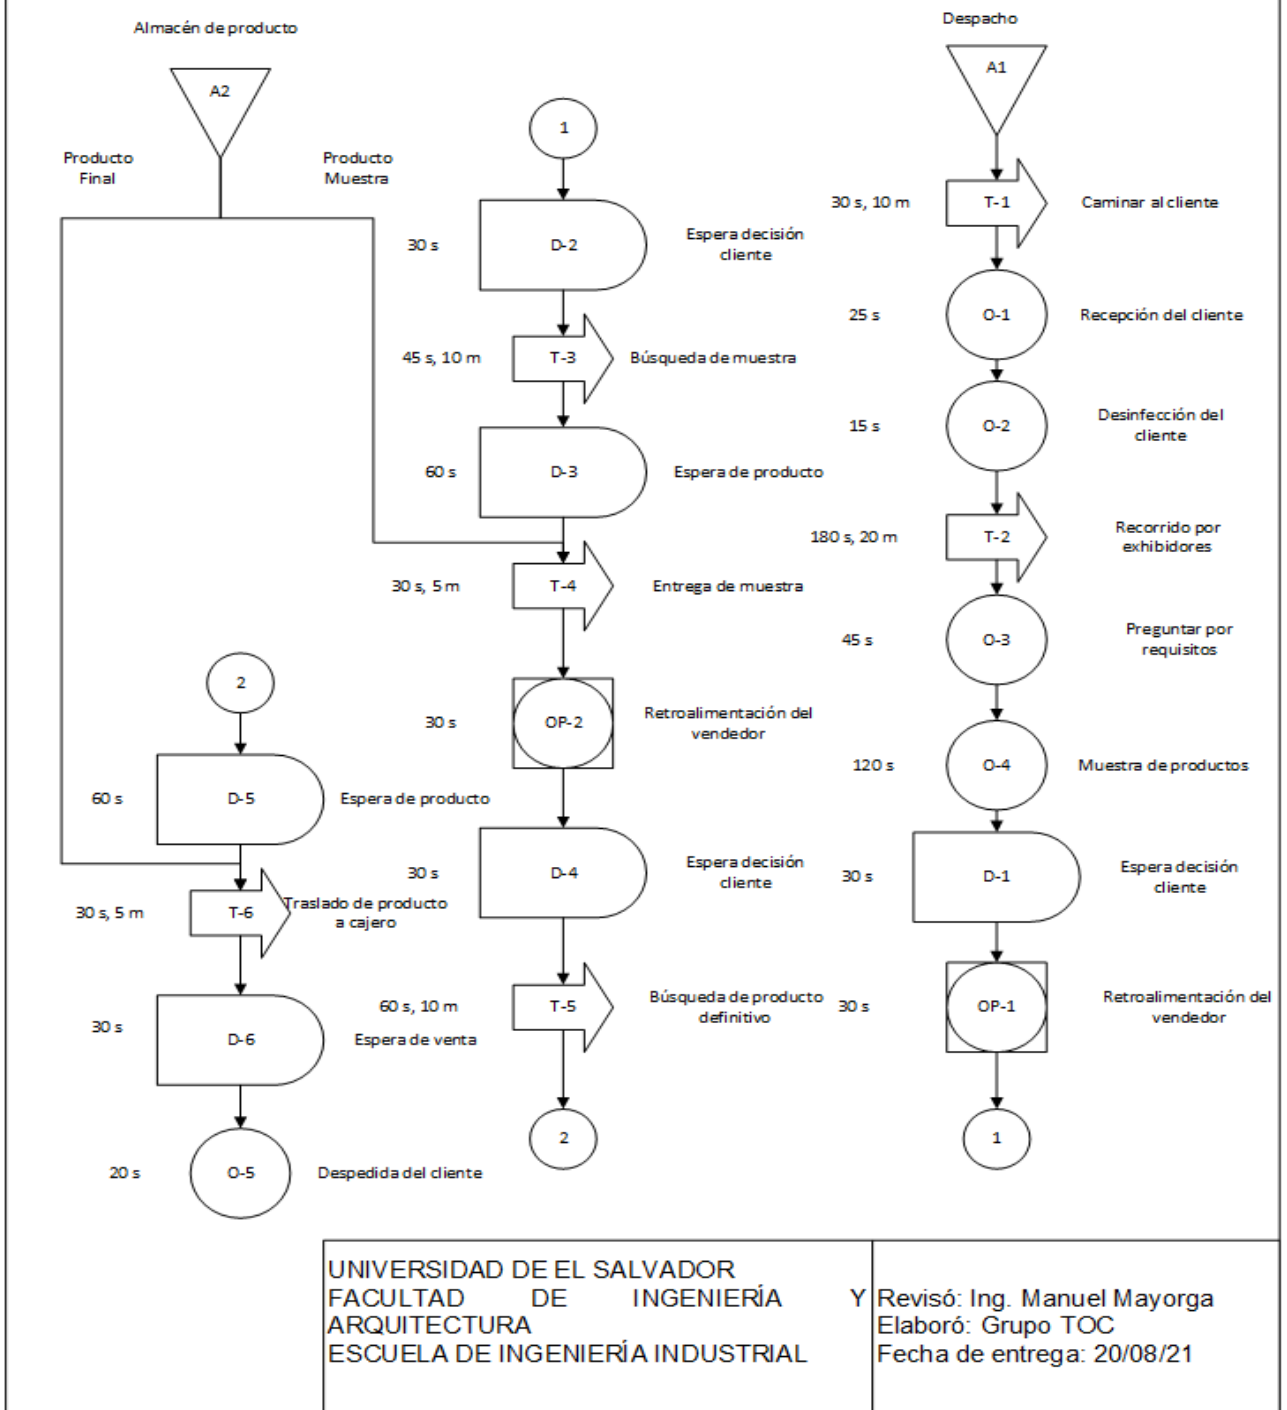 Almacén de producto
A2
Producto
Final
Producto
Muestra
2
60 s
D-5
Espera de producto
30 s, 5 m
T-6
Traslado de producto
a cajero
30 s
D-6
Espera de venta
20 s
O-5
Despedida del cliente
1
30 s
D-2
Espera decisión
cliente
45 s, 10 m
T-3
Búsqueda de muestra
60 s
D-3
Espera de producto
30 s, 5 m
T-4
Entrega de muestra
30 s
OP-2
Retroalimentación del
vendedor
30 s
D-4
Espera decisión
cliente
60 s, 10 m
T-5
Búsqueda de producto
definitivo
2
Despacho
A1
30 s, 10 m
T-1
Caminar al cliente
25 s
O-1
Recepción del cliente
15 s
O-2
Desinfección del
cliente
180 s, 20 m
T-2
Recorrido por
exhibidores
45 s
O-3
Preguntar por
requisitos
120 s
O-4
Muestra de productos
30 s
D-1
Espera decisión
cliente
30 s
OP-1
Retroalimentación del
vendedor
1
UNIVERSIDAD DE EL SALVADOR
FACULTAD DE INGENIERÍA Y
ARQUITECTURA
ESCUELA DE INGENIERÍA INDUSTRIAL
Revisó: Ing. Manuel Mayorga
Elaboró: Grupo TOC
Fecha de entrega: 20/08/21